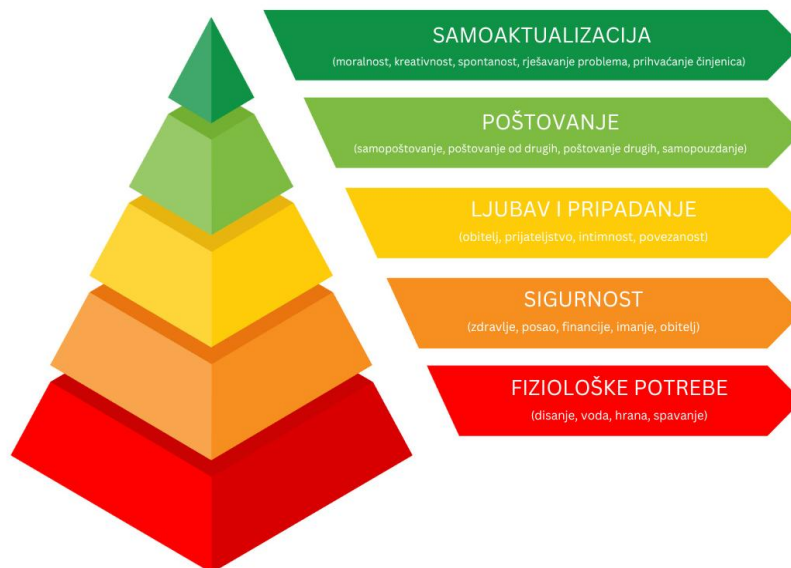 SAMOAKTUALIZACIJA
(moralnost, kreativnost, spontanost, rješavanje problema, prihvaćanje činjenica)
POŠTOVANJE
(samopoštovanje, poštovanje od drugih, poštovanje drugih, samopouzdanje)
LJUBAV I PRIPADANJE
(obitelj, prijateljstvo, intimnost, povezanost)
SIGURNOST
(zdravlje, posao, financije, imanje, obitelj)
FIZIOLOŠKE POTREBE
(disanje, voda, hrana, spavanje)